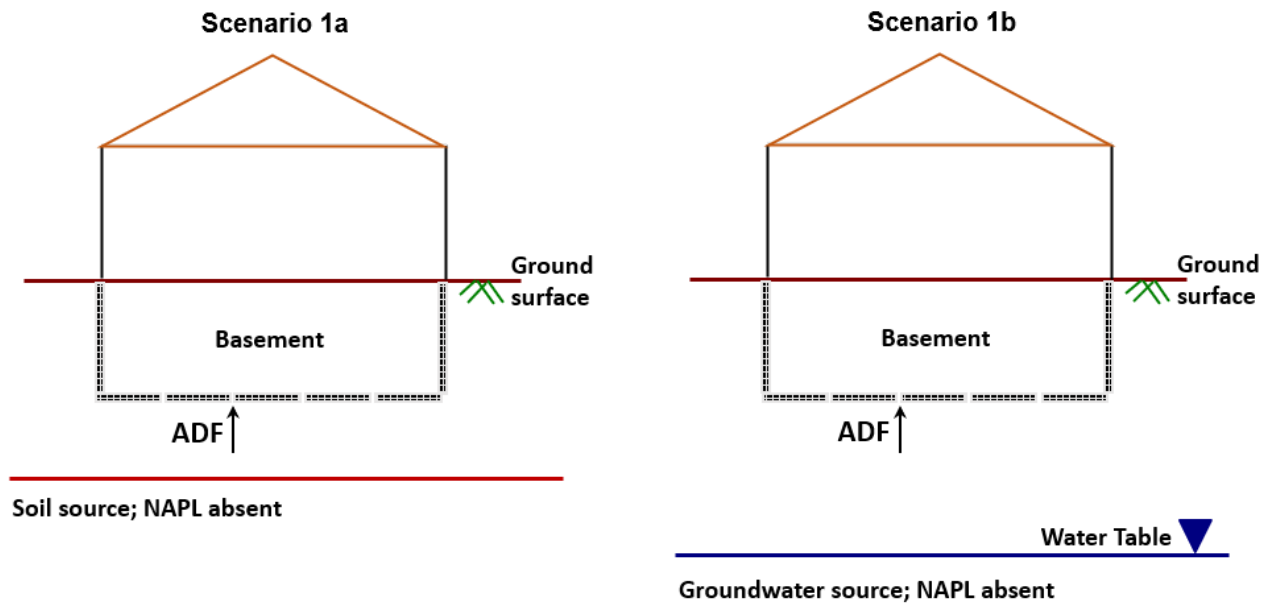 Scenario 1a
Ground
surface
Basement
ADF
Soil source; NAPL absent
Scenario 1b
Ground
surface
Basement
ADF
Water Table
Groundwater source; NAPL absent